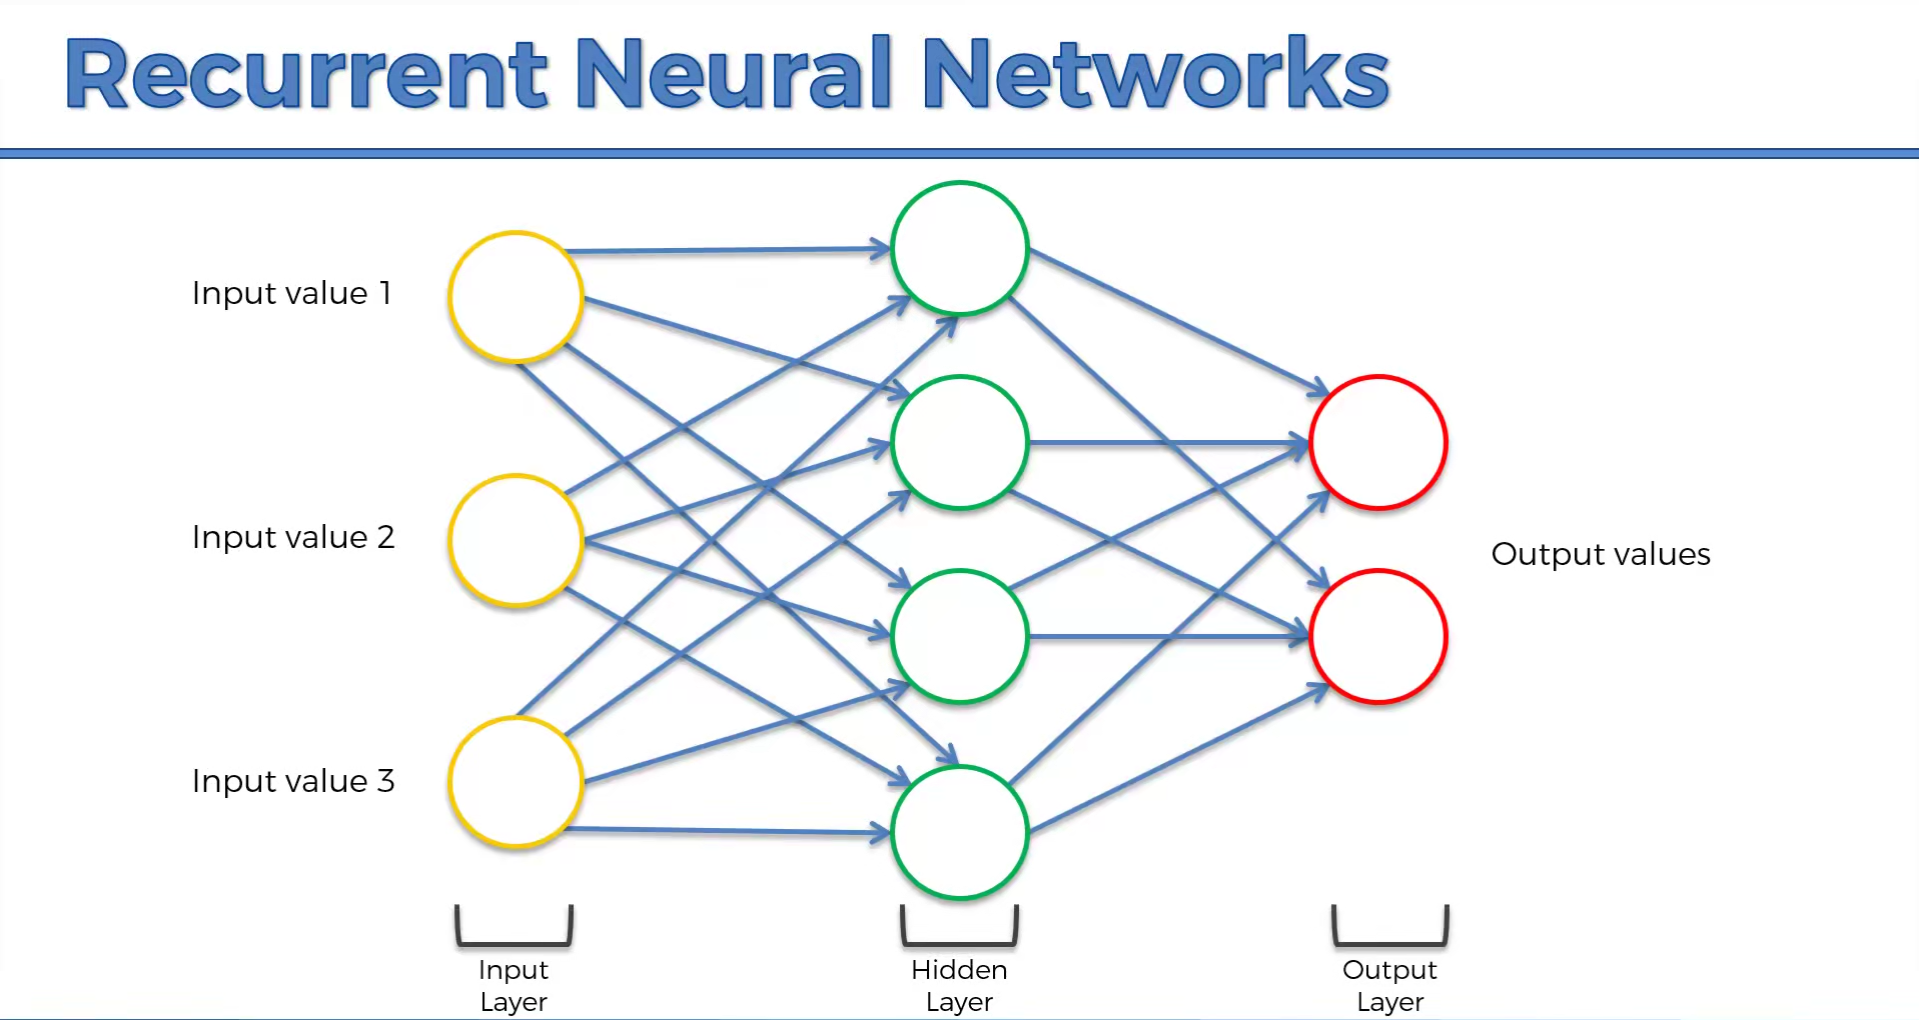 Recurrent Neural Networks
Input value 1
Input value 2
Output values
Input value 3
Input
Layer
Hidden
Layer
Output
Layer